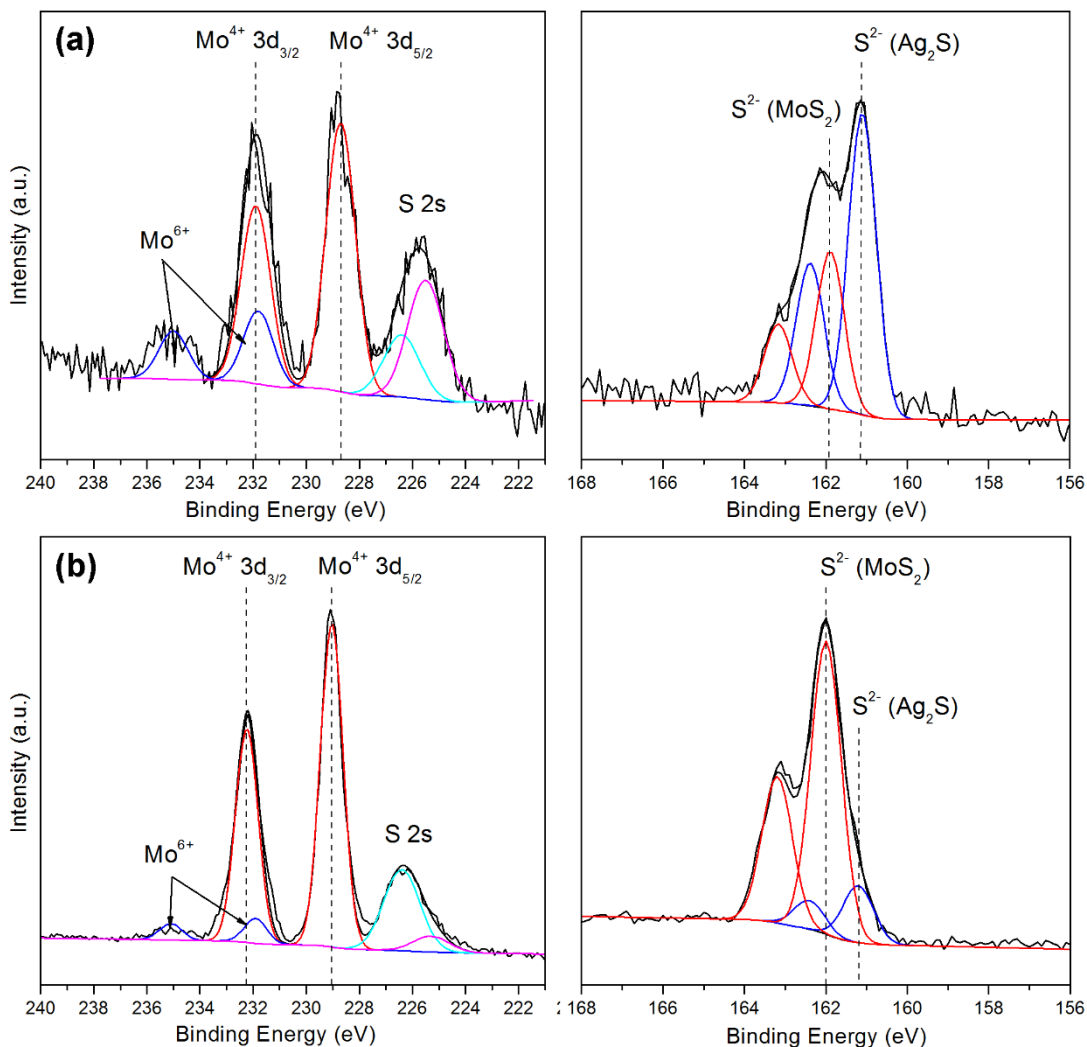 (a)
Mo⁴⁺ 3d₃/₂ Mo⁴⁺ 3d₅/₂
S 2s
Mo⁶⁺
Intensity (a.u.)
240 238 236 234 232 230 228 226 224 222
Binding Energy (eV)
S²⁻ (Ag₂S)
S²⁻ (MoS₂)
168 166 164 162 160 158 156
Binding Energy (eV)
(b)
Mo⁴⁺ 3d₃/₂ Mo⁴⁺ 3d₅/₂
S 2s
Mo⁶⁺
Intensity (a.u.)
240 238 236 234 232 230 228 226 224 222
Binding Energy (eV)
S²⁻ (MoS₂)
S²⁻ (Ag₂S)
166 164 162 160 158 156
Binding Energy (eV)